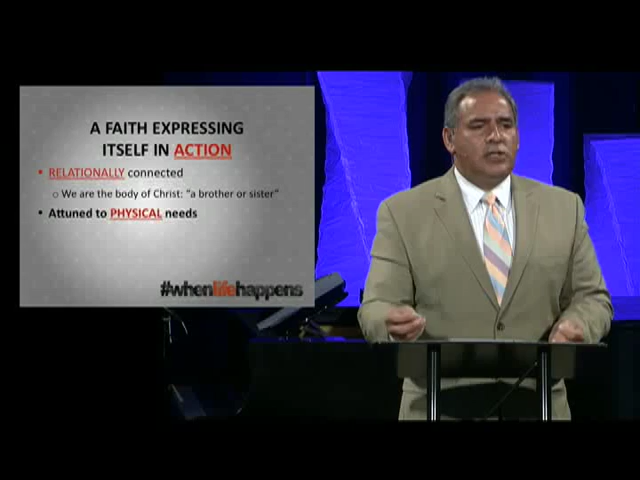 A FAITH EXPRESSING
ITSELF IN ACTION
• RELATIONALLY connected
o We are the body of Christ: “a brother or sister”
• Attuned to PHYSICAL needs
#whenlifehappens